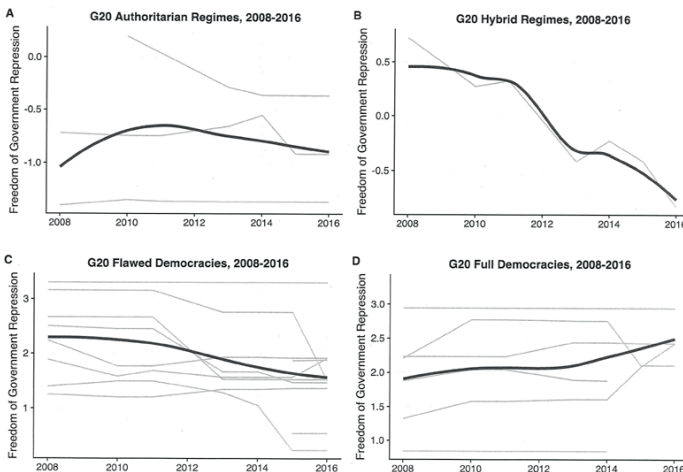 A
G20 Authoritarian Regimes, 2008-2016
Freedom of Government Repression
0.0
-0.5
-1.0
2008 2010 2012 2014 2016
B
G20 Hybrid Regimes, 2008-2016
Freedom of Government Repression
0.5
0.0
-0.5
2008 2010 2012 2014 2016
C
G20 Flawed Democracies, 2008-2016
Freedom of Government Repression
3
2
1
2008 2010 2012 2014 2016
D
G20 Full Democracies, 2008-2016
Freedom of Government Repression
3.0
2.5
2.0
1.5
1.0
2008 2010 2012 2014 2016